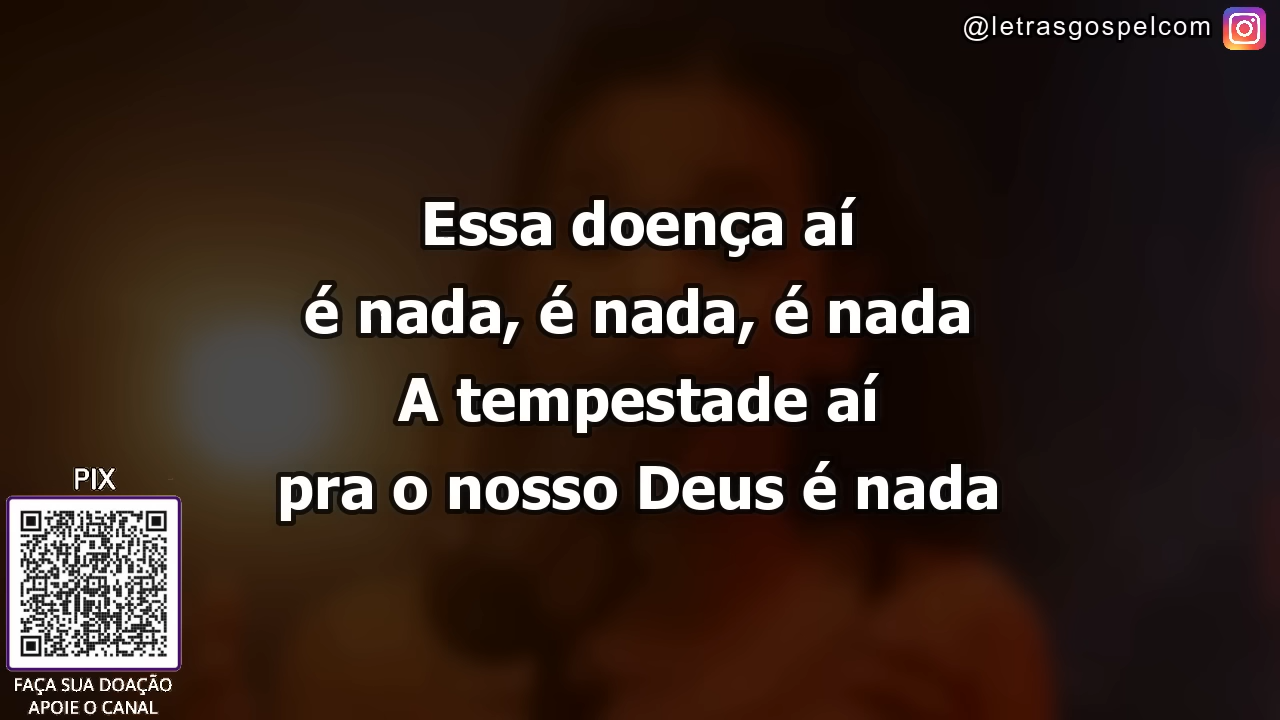 @letrasgospelcom
Essa doença aí
é nada, é nada, é nada
A tempestade aí
pra o nosso Deus é nada
PIX
FAÇA SUA DOAÇÃO
APOIE O CANAL